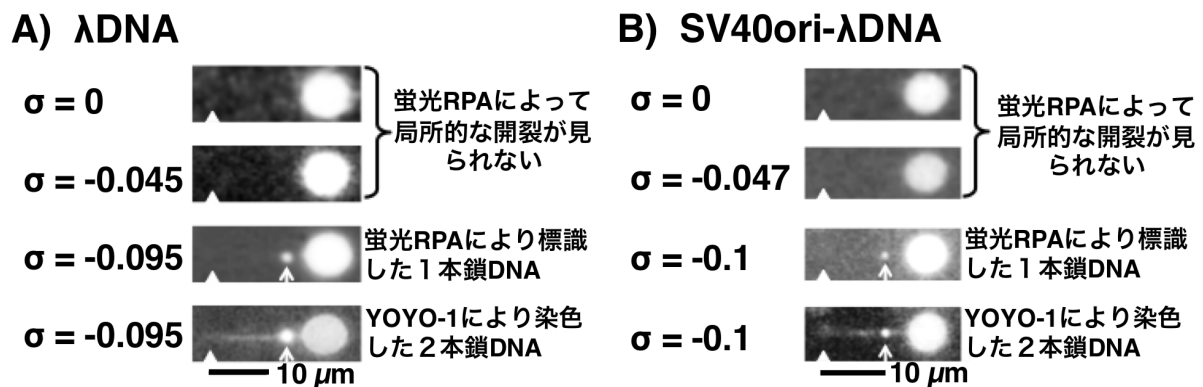 A) λDNA
σ = 0
σ = -0.045
蛍光RPAによって
局所的な開裂が見
られない
σ = -0.095
蛍光RPAにより標識
した１本鎖DNA
σ = -0.095
YOYO-1により染色
した２本鎖DNA
10 μm
B) SV40ori-λDNA
σ = 0
σ = -0.047
蛍光RPAによって
局所的な開裂が見
られない
σ = -0.1
蛍光RPAにより標識
した１本鎖DNA
σ = -0.1
YOYO-1により染色
した２本鎖DNA
10 μm